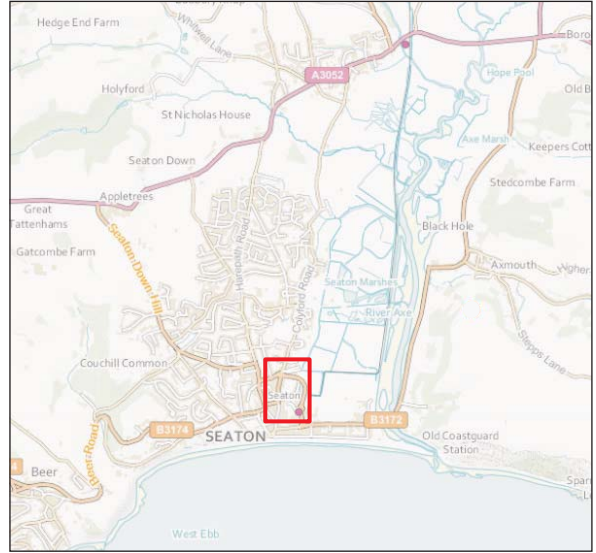 Hedge End Farm
Whitwell Lane
Boro
A3052
Hope Pool
Holyford
Old B
St Nicholas House
Axe Marsh
Keepers Cott
Seaton Down
Stedcombe Farm
Appletrees
Great
Tattenhams
Black Hole
Seaton Down Hill
Harepath Road
Gatcombe Farm
Colyford Road
Axmouth
Higher
Seaton Marshes
River Axe
Stepps Lane
Couchill Common
Seaton
B3174
B3172
SEATON
Old Coastguard
Station
Beer Road
Beer
4
Spar
L
West Ebb